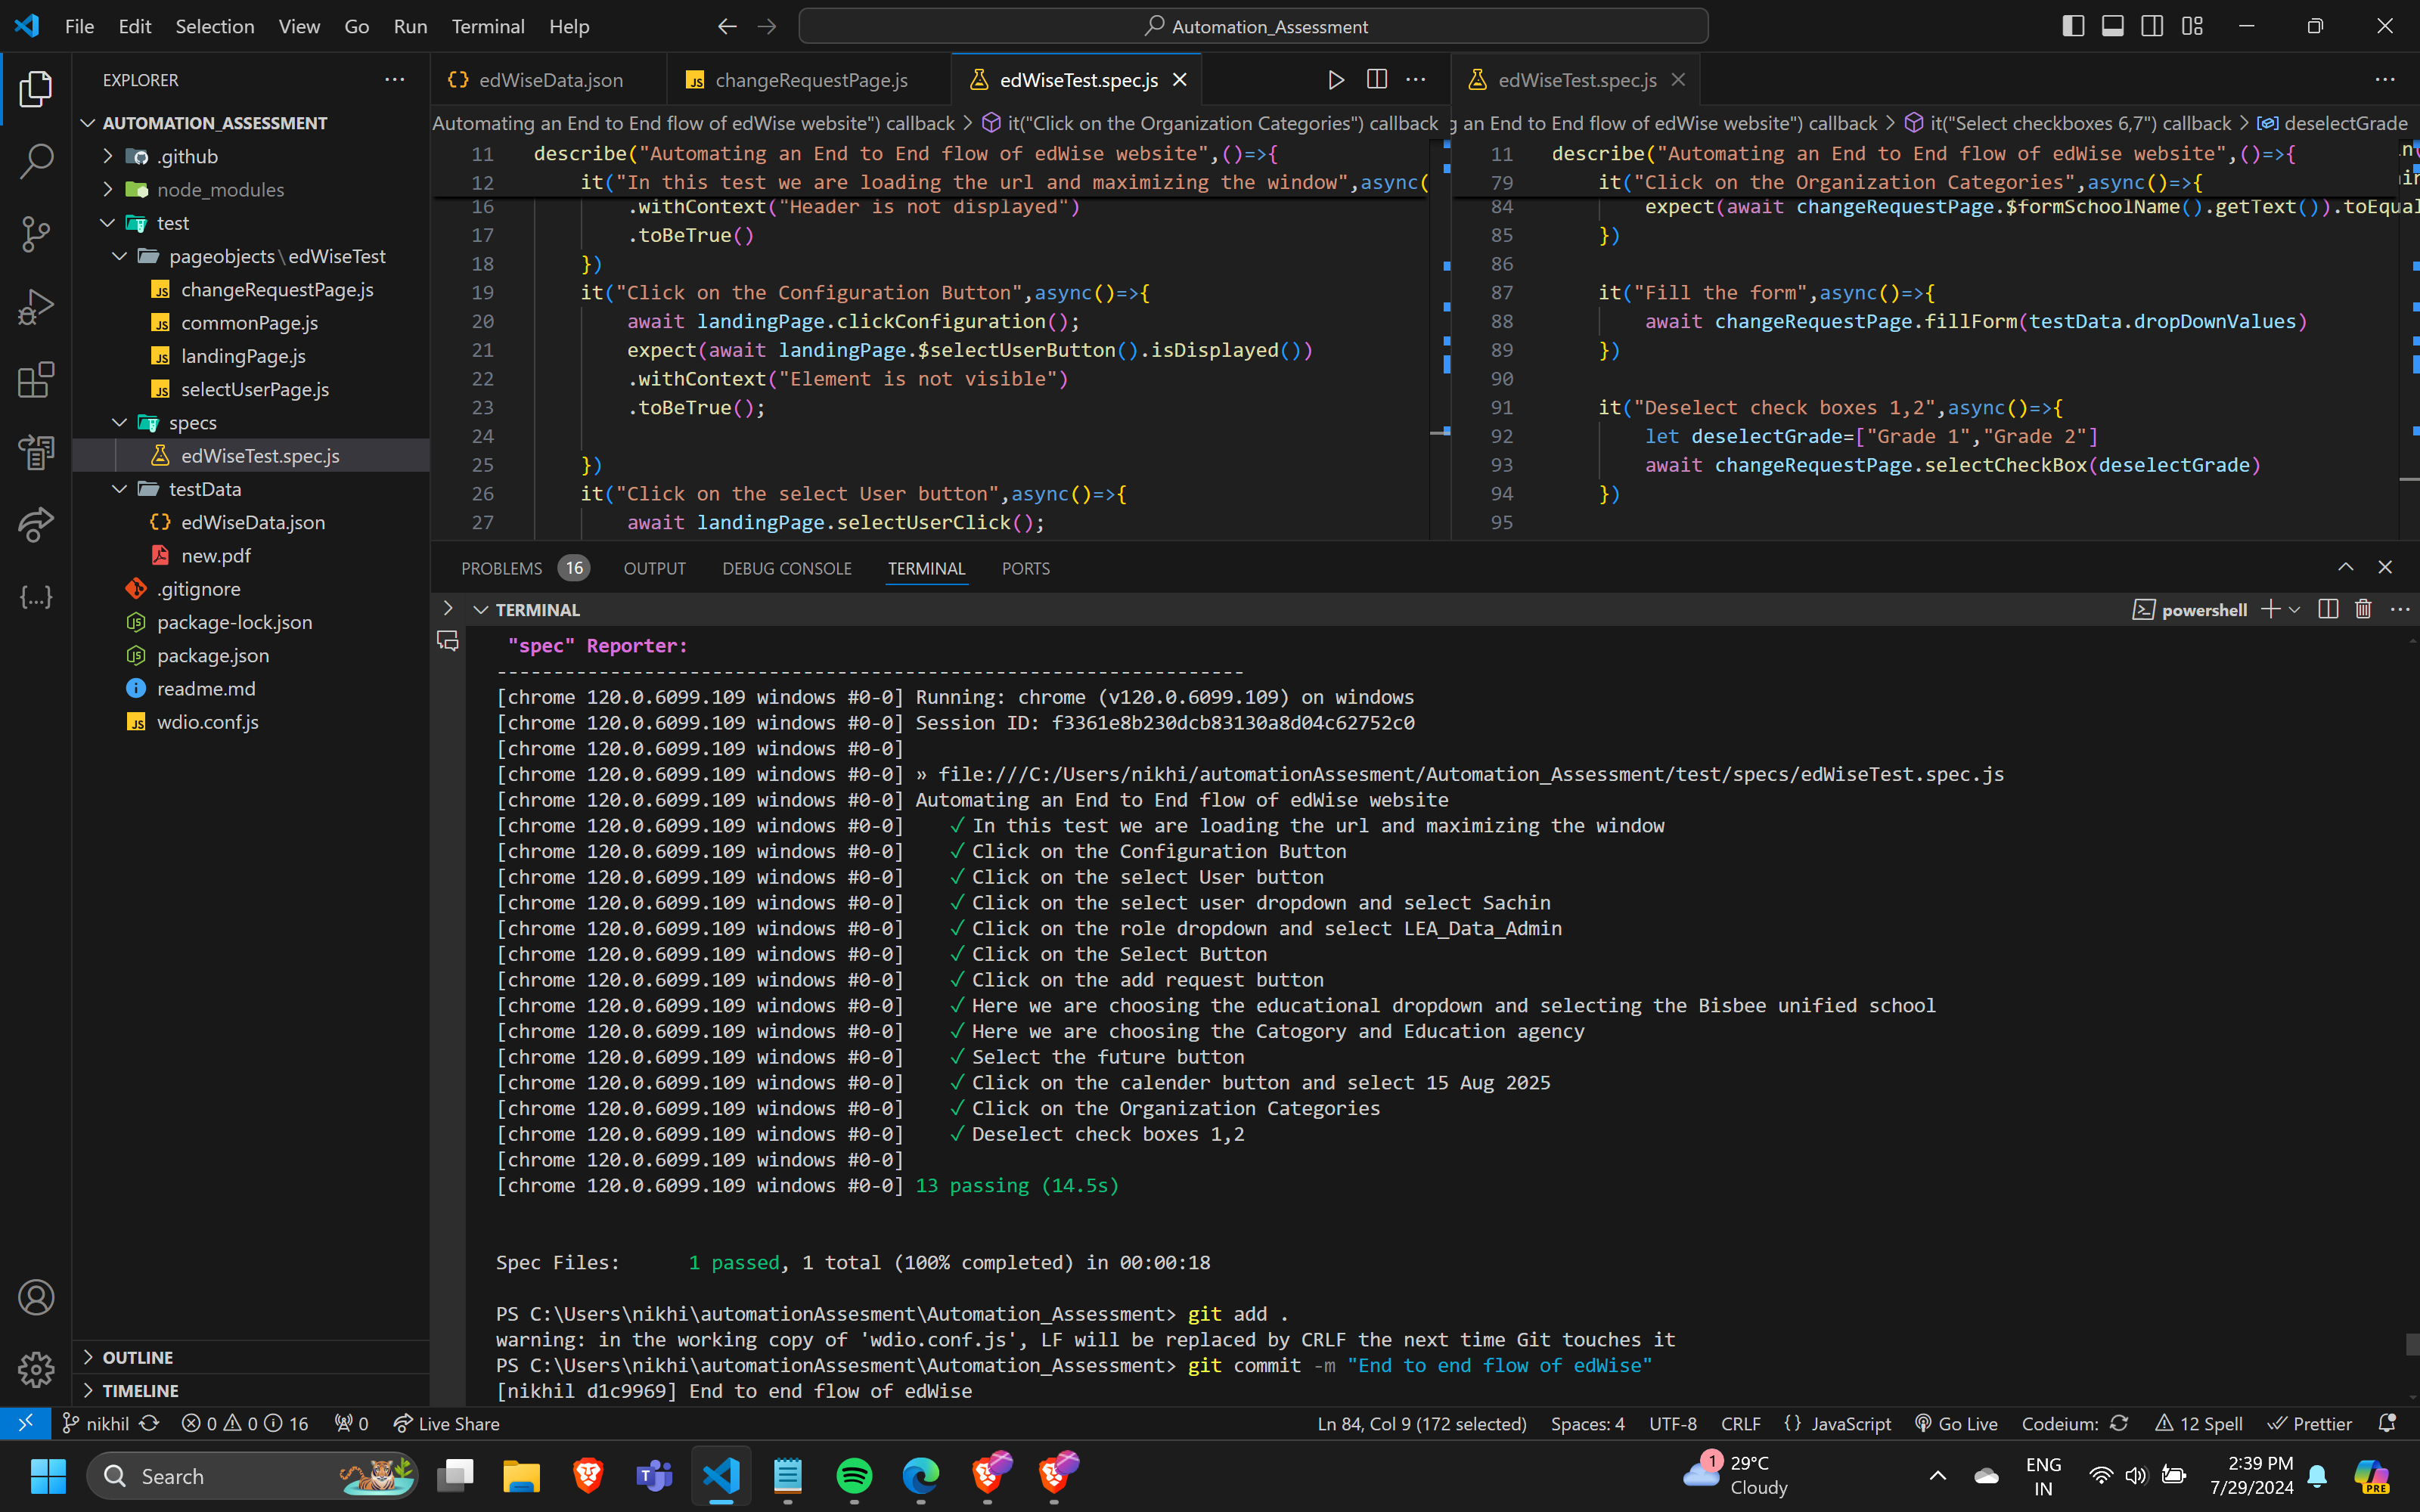 File Edit Selection View Go Run Terminal Help
Automation_Assessment
EXPLORER
AUTOMATION_ASSESSMENT
.github
node_modules
test
pageobjects\edWiseTest
changeRequestPage.js
commonPage.js
landingPage.js
selectUserPage.js
specs
edWiseTest.spec.js
testData
edWiseData.json
new.pdf
.gitignore
package-lock.json
package.json
readme.md
wdio.conf.js
OUTLINE
TIMELINE
edWiseData.json
changeRequestPage.js
edWiseTest.spec.js
Automating an End to End flow of edWise website") callback > it("Click on the Organization Categories") callback
11 describe("Automating an End to End flow of edWise website",()=>{
12 it("In this test we are loading the url and maximizing the window",async(
16 .withContext("Header is not displayed")
17 .toBeTrue()
18 })
19 it("Click on the Configuration Button",async()=>{
20 await landingPage.clickConfiguration();
21 expect(await landingPage.$selectUserButton().isDisplayed())
22 .withContext("Element is not visible")
23 .toBeTrue();
24
25 })
26 it("Click on the select User button",async()=>{
27 await landingPage.selectUserClick();
edWiseTest.spec.js
g an End to End flow of edWise website") callback > it("Select checkboxes 6,7") callback > deselectGrade
11 describe("Automating an End to End flow of edWise website",()=>{
79 it("Click on the Organization Categories",async()=>{
84 expect(await changeRequestPage.$formSchoolName().getText()).toEqual
85 })
86
87 it("Fill the form",async()=>{
88 await changeRequestPage.fillForm(testData.dropDownValues)
89 })
90
91 it("Deselect check boxes 1,2",async()=>{
92 let deselectGrade=["Grade 1","Grade 2"]
93 await changeRequestPage.selectCheckBox(deselectGrade)
94 })
95
PROBLEMS 16 OUTPUT DEBUG CONSOLE TERMINAL PORTS
TERMINAL
powershell
"spec" Reporter:
------------------------------------------------------------------
[chrome 120.0.6099.109 windows #0-0] Running: chrome (v120.0.6099.109) on windows
[chrome 120.0.6099.109 windows #0-0] Session ID: f3361e8b230dcb83130a8d04c62752c0
[chrome 120.0.6099.109 windows #0-0]
[chrome 120.0.6099.109 windows #0-0] » file:///C:/Users/nikhi/automationAssesment/Automation_Assessment/test/specs/edWiseTest.spec.js
[chrome 120.0.6099.109 windows #0-0] Automating an End to End flow of edWise website
[chrome 120.0.6099.109 windows #0-0] ✓ In this test we are loading the url and maximizing the window
[chrome 120.0.6099.109 windows #0-0] ✓ Click on the Configuration Button
[chrome 120.0.6099.109 windows #0-0] ✓ Click on the select User button
[chrome 120.0.6099.109 windows #0-0] ✓ Click on the select user dropdown and select Sachin
[chrome 120.0.6099.109 windows #0-0] ✓ Click on the role dropdown and select LEA_Data_Admin
[chrome 120.0.6099.109 windows #0-0] ✓ Click on the Select Button
[chrome 120.0.6099.109 windows #0-0] ✓ Click on the add request button
[chrome 120.0.6099.109 windows #0-0] ✓ Here we are choosing the educational dropdown and selecting the Bisbee unified school
[chrome 120.0.6099.109 windows #0-0] ✓ Here we are choosing the Catogory and Education agency
[chrome 120.0.6099.109 windows #0-0] ✓ Select the future button
[chrome 120.0.6099.109 windows #0-0] ✓ Click on the calender button and select 15 Aug 2025
[chrome 120.0.6099.109 windows #0-0] ✓ Click on the Organization Categories
[chrome 120.0.6099.109 windows #0-0] ✓ Deselect check boxes 1,2
[chrome 120.0.6099.109 windows #0-0]
[chrome 120.0.6099.109 windows #0-0] 13 passing (14.5s)
Spec Files: 1 passed, 1 total (100% completed) in 00:00:18
PS C:\Users\nikhi\automationAssesment\Automation_Assessment> git add .
warning: in the working copy of 'wdio.conf.js', LF will be replaced by CRLF the next time Git touches it
PS C:\Users\nikhi\automationAssesment\Automation_Assessment> git commit -m "End to end flow of edWise"
[nikhil d1c9969] End to end flow of edWise
nikhil 0 0 16 0 Live Share
Ln 84, Col 9 (172 selected) Spaces: 4 UTF-8 CRLF {} JavaScript Go Live Codeium: 12 Spell Prettier
Search
1
29°C
Cloudy
ENG
IN
2:39 PM
7/29/2024
PRE